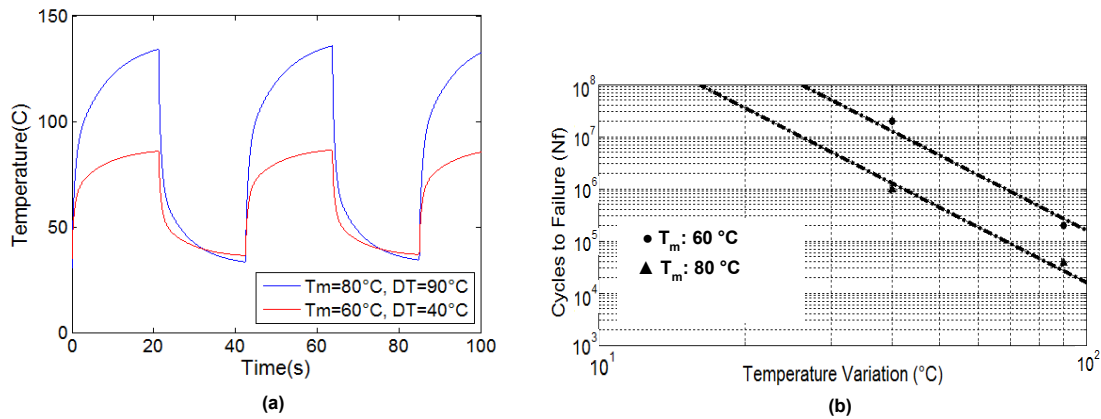 150
100
50
0
Temperature(C)
0 20 40 60 80 100
Time(s)
Tm=80°C, DT=90°C
Tm=60°C, DT=40°C
(a)
10^8
10^7
10^6
10^5
10^4
10^3
Cycles to Failure (Nf)
T_m: 60 °C
T_m: 80 °C
10^1 10^2
Temperature Variation (°C)
(b)